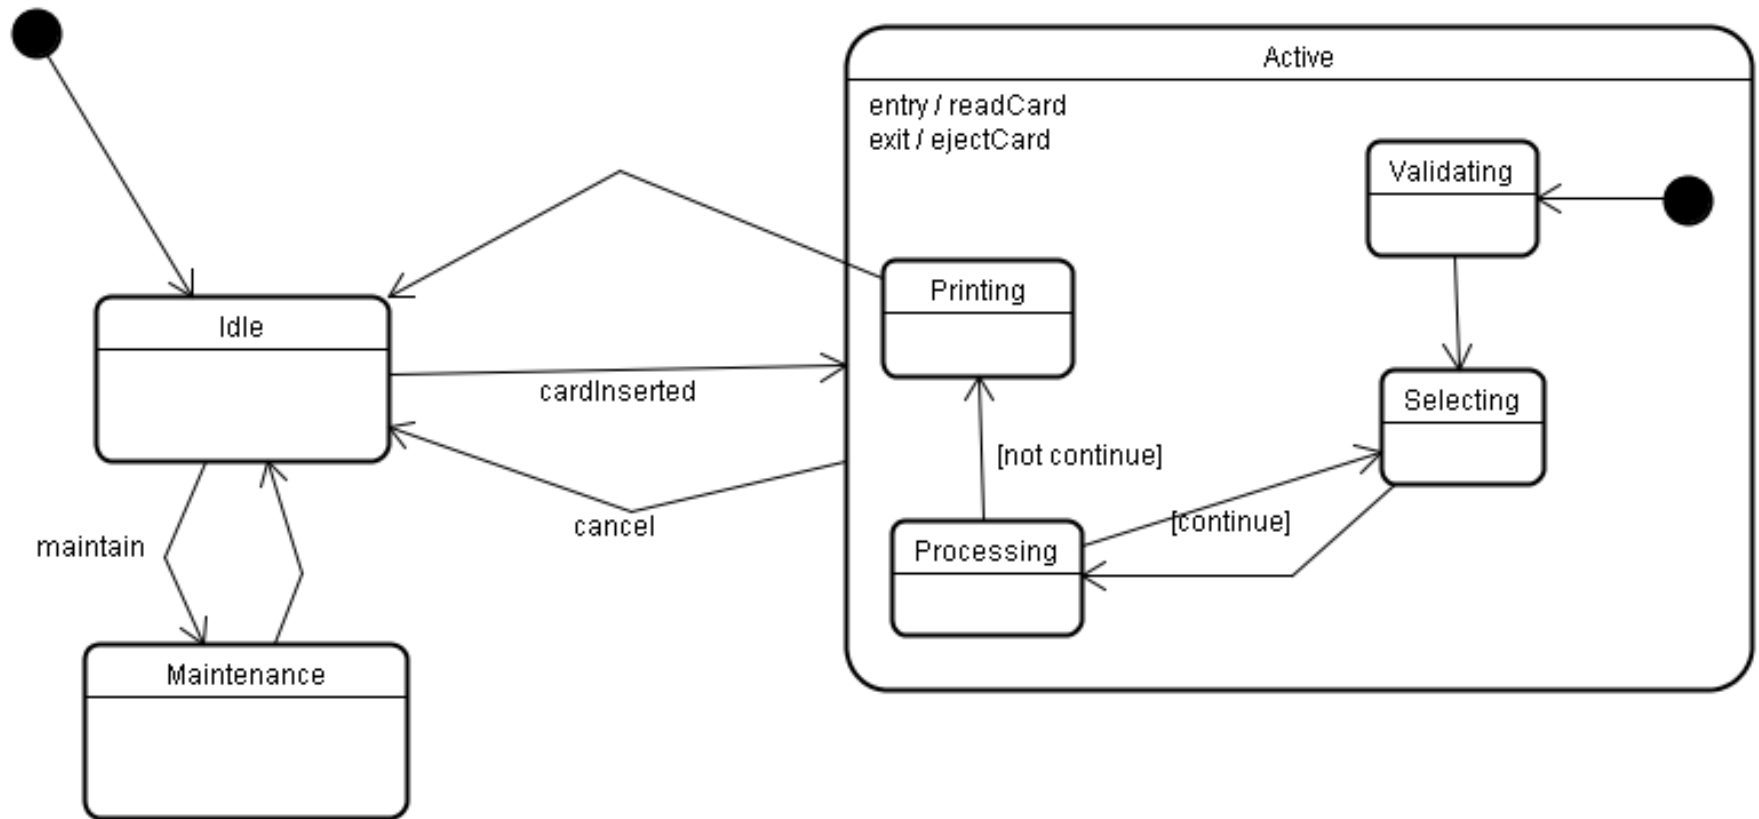 Active
entry / readCard
exit / ejectCard
Validating
Printing
Idle
cardInserted
Selecting
[not continue]
cancel
[continue]
maintain
Processing
Maintenance